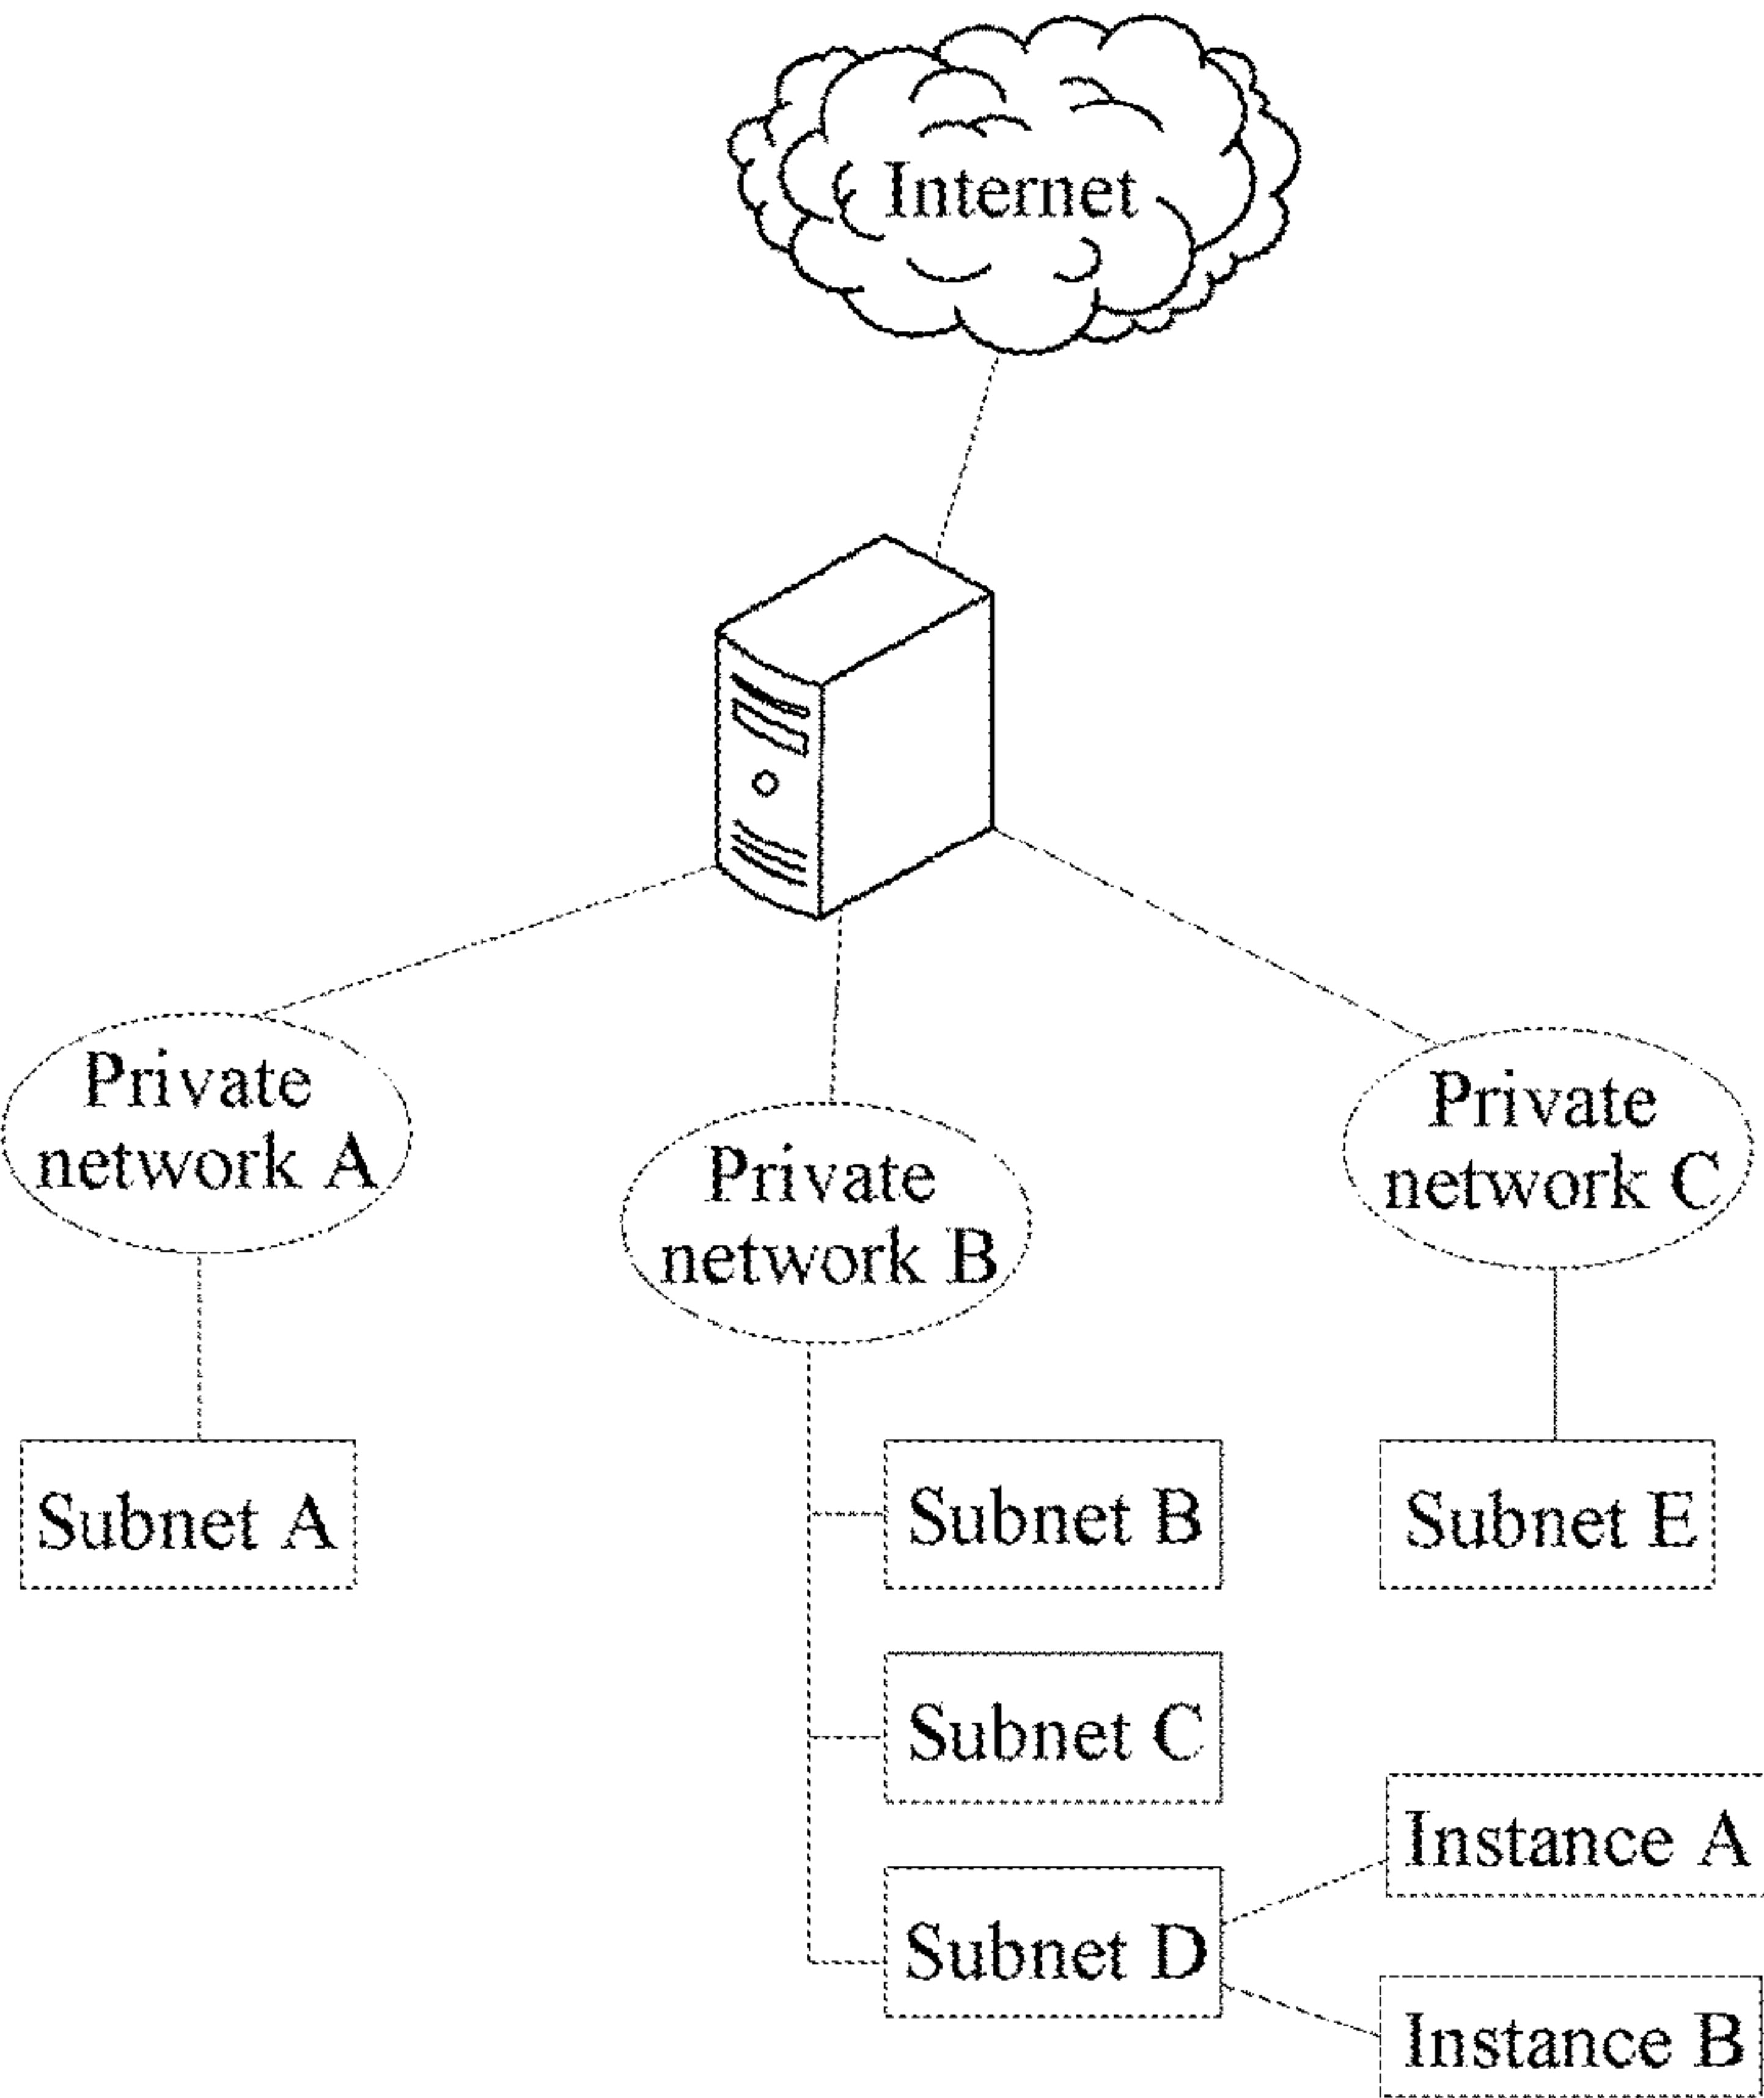 Internet
Private
network A
Private
network B
Private
network C
Subnet A
Subnet B
Subnet E
Subnet C
Instance A
Subnet D
Instance B